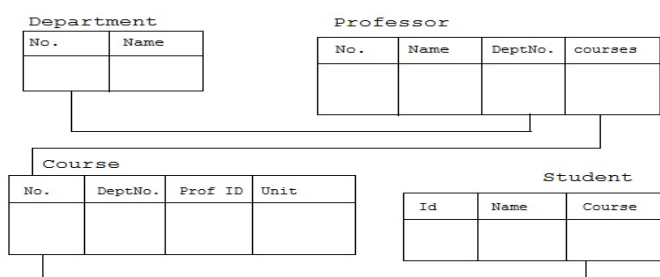 Department
No. Name
Professor
No. Name DeptNo. courses
Course
No. DeptNo. Prof ID Unit
Student
Id Name Course